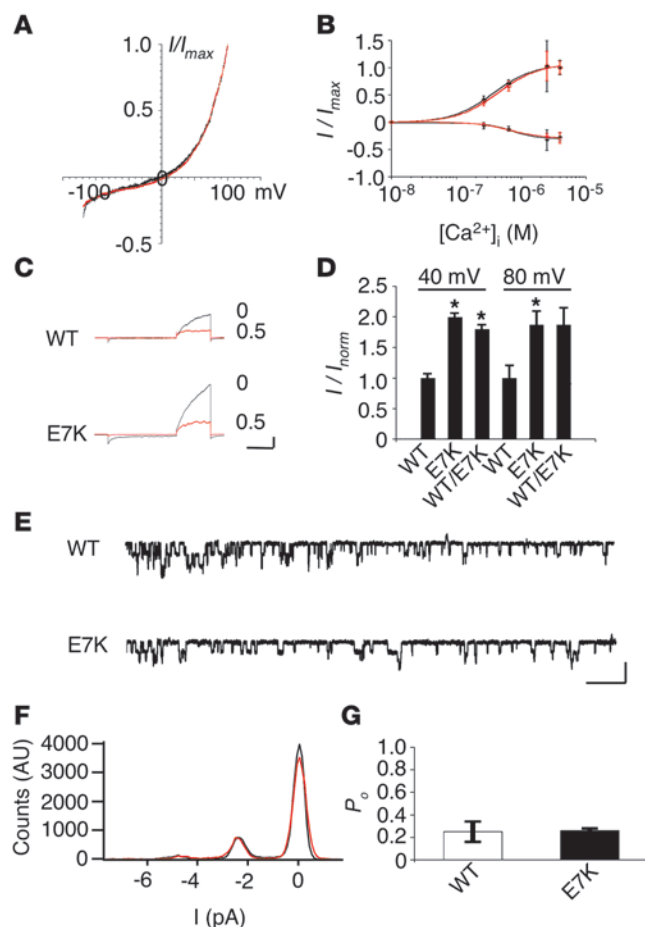 A
I/Imax
1.0
0.5
-100
0
100 mV
-0.5
B
I / Imax
1.5
1.0
0.5
0
-0.5
-1.0
10-8 10-7 10-6 10-5
[Ca2+]i (M)
C
WT
0
0.5
E7K
0
0.5
D
40 mV 80 mV
I / Inorm
2.5
2.0
1.5
1.0
0.5
0.0
* * *
WT E7K WT/E7K WT E7K WT/E7K
E
WT
E7K
F
Counts (AU)
4000
3000
2000
1000
0
-6 -4 -2 0
I (pA)
G
Po
1.0
0.8
0.6
0.4
0.2
0
WT E7K